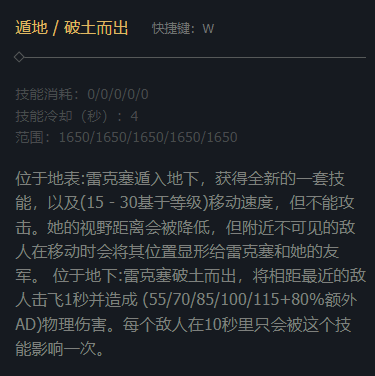 遁地 / 破土而出 快捷键：W
技能消耗：0/0/0/0/0
技能冷却（秒）：4
范围：1650/1650/1650/1650/1650
位于地表:雷克塞遁入地下，获得全新的一套技
能，以及(15 - 30基于等级)移动速度，但不能攻
击。她的视野距离会被降低，但附近不可见的敌
人在移动时会将其位置显形给雷克塞和她的友
军。 位于地下:雷克塞破土而出，将相距最近的敌
人击飞1秒并造成 (55/70/85/100/115+80%额外
AD)物理伤害。每个敌人在10秒里只会被这个技
能影响一次。